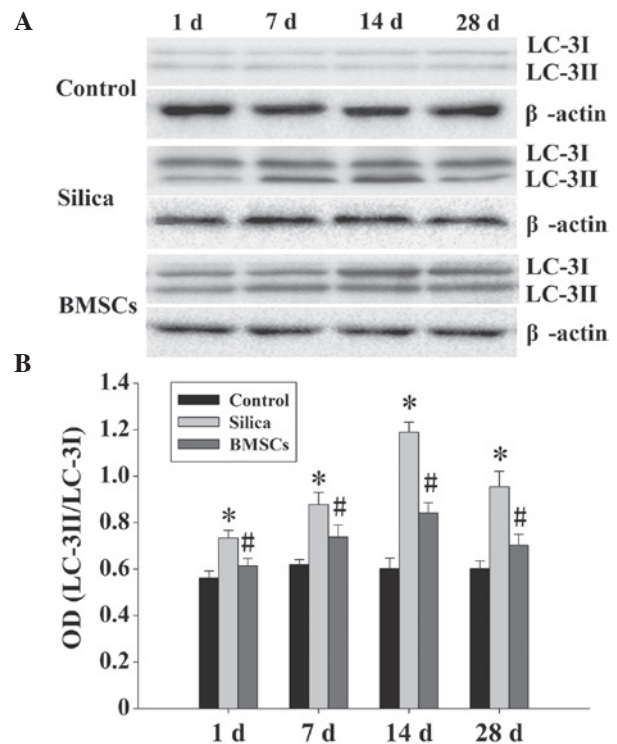 A
1 d 7 d 14 d 28 d
LC-3I
LC-3II
Control
β -actin
LC-3I
LC-3II
Silica
β -actin
LC-3I
LC-3II
BMSCs
β -actin
B
1.4
1.2
1.0
0.8
0.6
0.4
0.2
0
OD (LC-3II/LC-3I)
Control
Silica
BMSCs
* #
* #
* #
* #
1 d 7 d 14 d 28 d